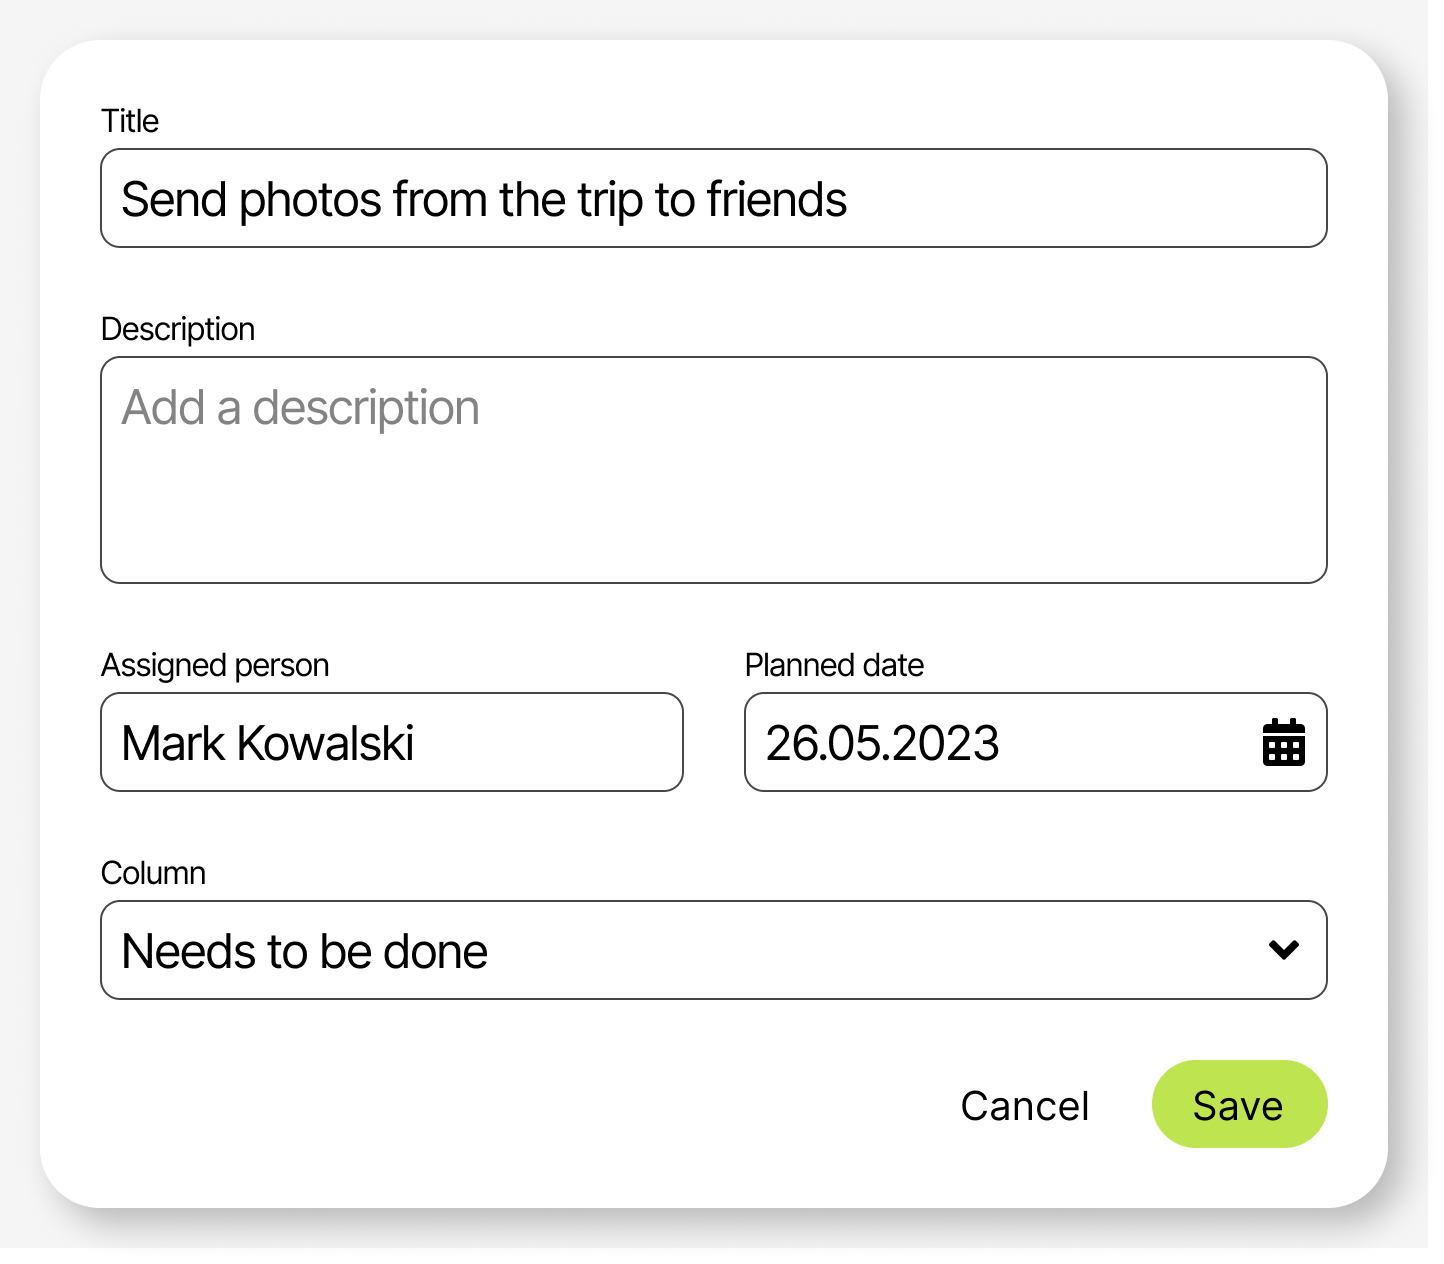 Title
Send photos from the trip to friends
Description
Add a description
Assigned person
Planned date
Mark Kowalski
26.05.2023
Column
Needs to be done
Cancel
Save